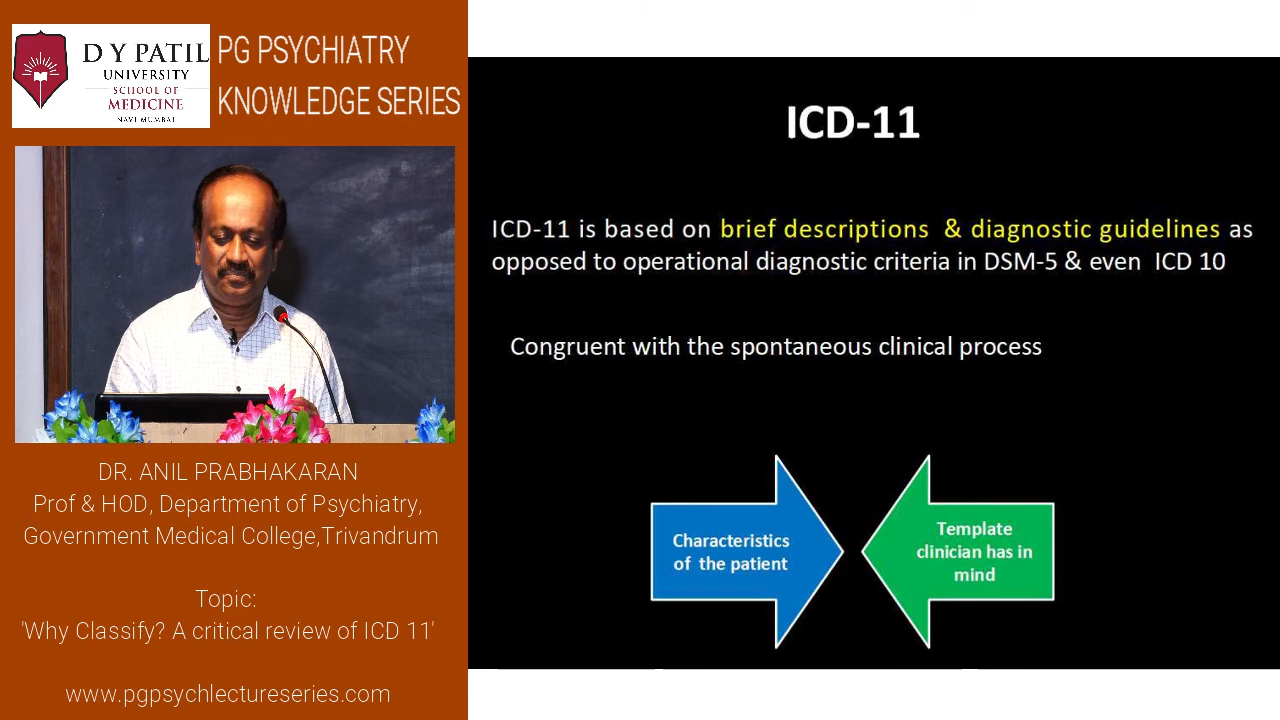 D Y PATIL
UNIVERSITY
SCHOOL OF
MEDICINE
NAVI MUMBAI
PG PSYCHIATRY
KNOWLEDGE SERIES
DR. ANIL PRABHAKARAN
Prof & HOD, Department of Psychiatry,
Government Medical College,Trivandrum
Topic:
'Why Classify? A critical review of ICD 11'
www.pgpsychlectureseries.com
ICD-11
ICD-11 is based on brief descriptions & diagnostic guidelines as
opposed to operational diagnostic criteria in DSM-5 & even ICD 10
Congruent with the spontaneous clinical process
Characteristics
of the patient
Template
clinician has in
mind